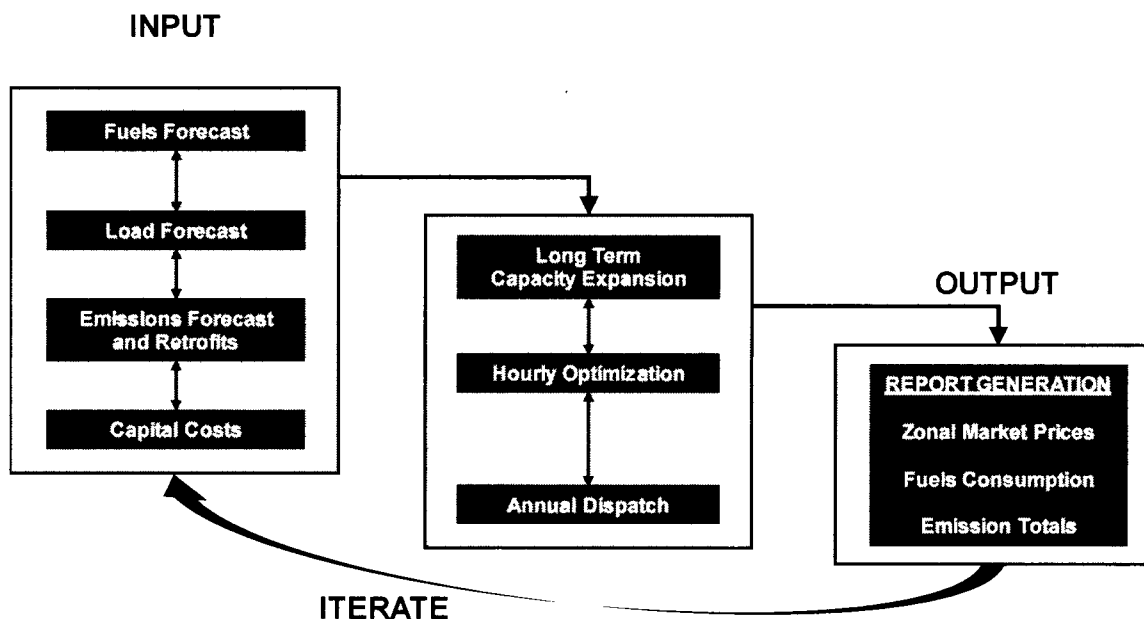 INPUT
Fuels Forecast
Load Forecast
Emissions Forecast
and Retrofits
Capital Costs
Long Term
Capacity Expansion
Hourly Optimization
Annual Dispatch
OUTPUT
REPORT GENERATION
Zonal Market Prices
Fuels Consumption
Emission Totals
ITERATE